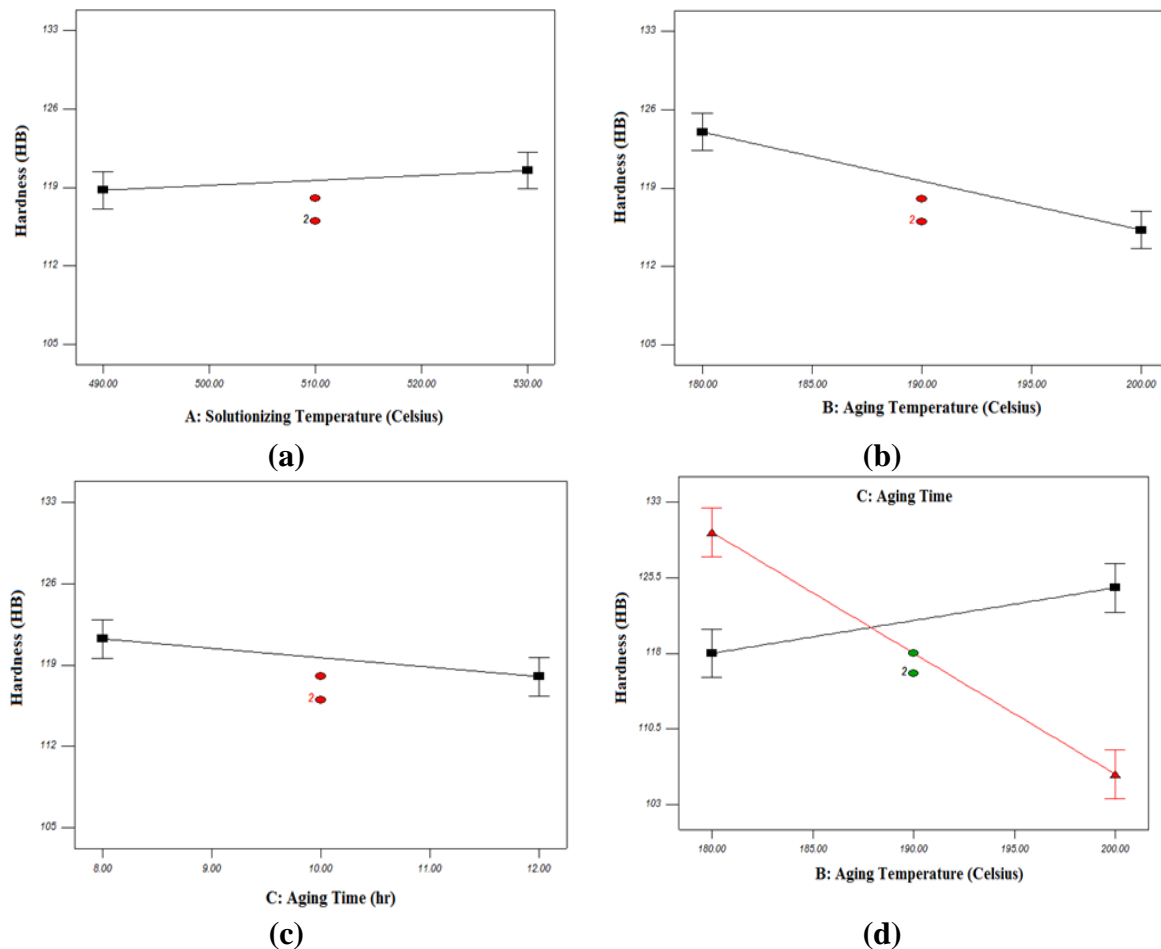 Hardness (HB)
133
126
119
112
105
2
490.00 500.00 510.00 520.00 530.00
A: Solutionizing Temperature (Celsius)
(a)
Hardness (HB)
133
126
119
112
105
2
180.00 185.00 190.00 195.00 200.00
B: Aging Temperature (Celsius)
(b)
Hardness (HB)
133
126
119
112
105
2
8.00 9.00 10.00 11.00 12.00
C: Aging Time (hr)
(c)
C: Aging Time
Hardness (HB)
133
125.5
118
110.5
103
2
180.00 185.00 190.00 195.00 200.00
B: Aging Temperature (Celsius)
(d)